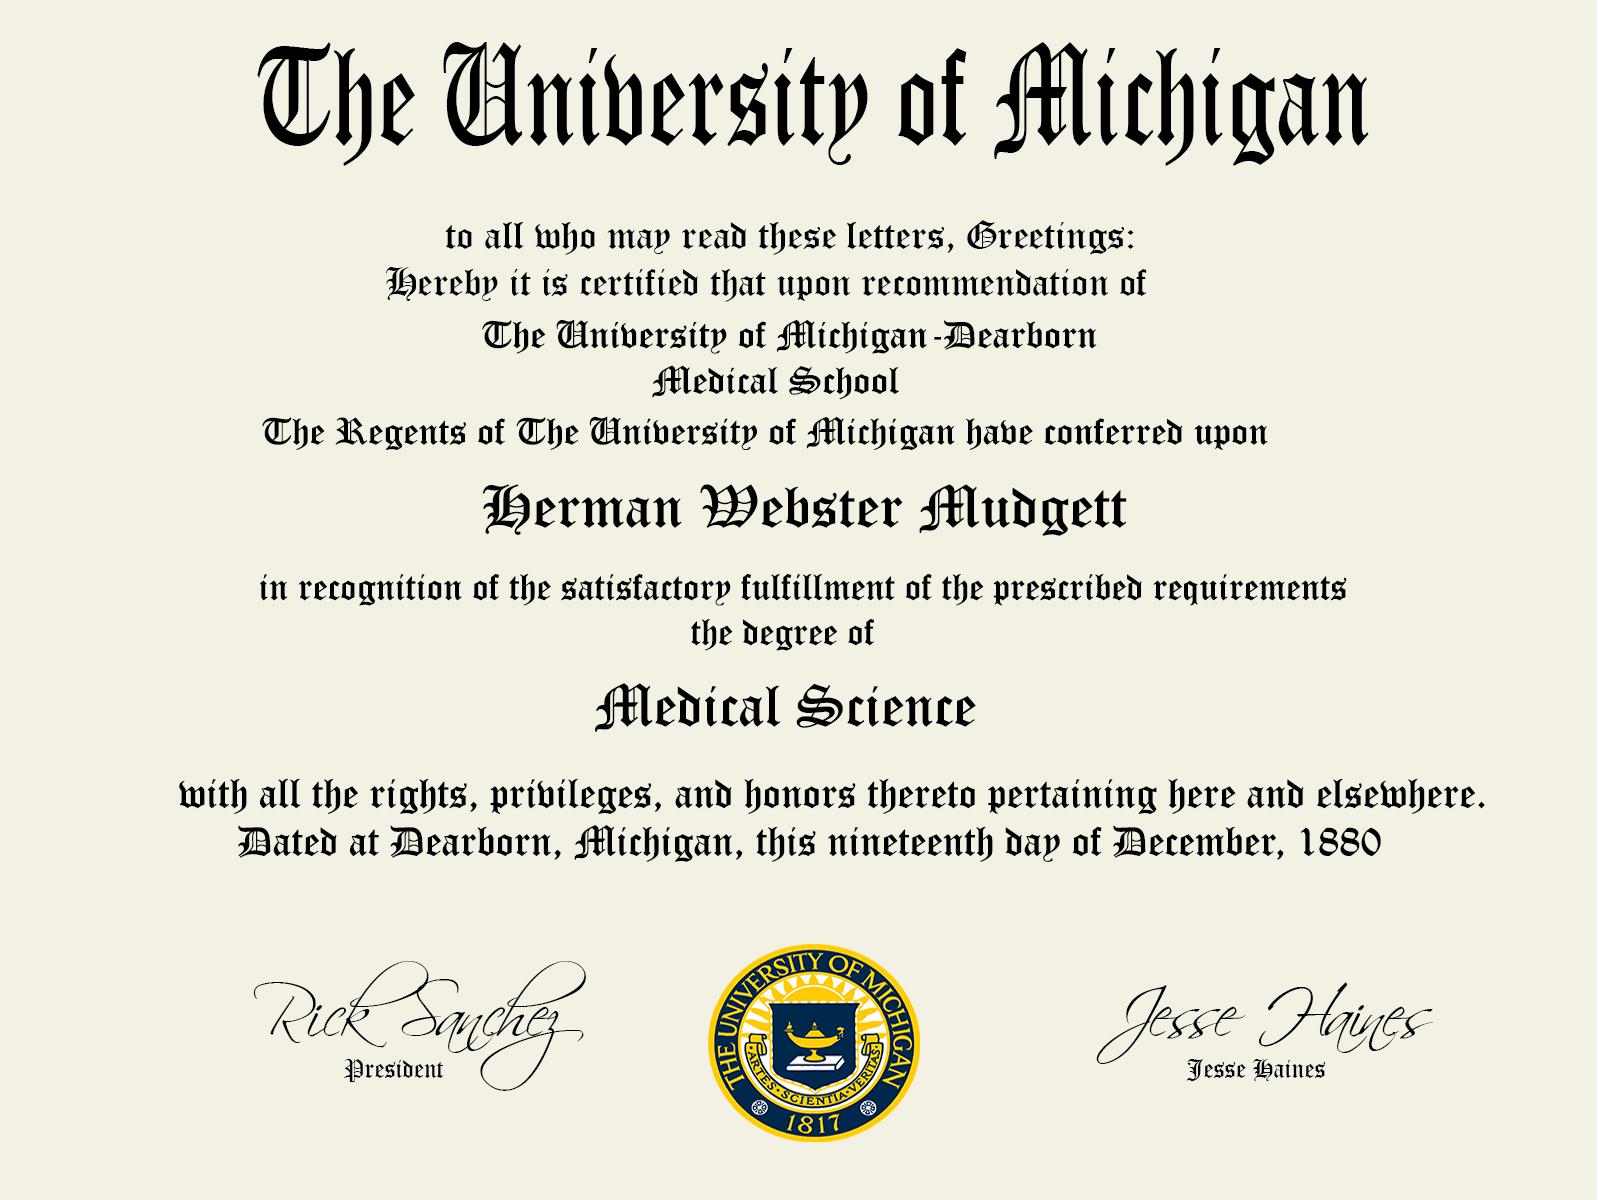 The University of Michigan
to all who may read these letters, Greetings:
Hereby it is certified that upon recommendation of
The University of Michigan-Dearborn
Medical School
The Regents of The University of Michigan have conferred upon
Herman Webster Mudgett
in recognition of the satisfactory fulfillment of the prescribed requirements
the degree of
Medical Science
with all the rights, privileges, and honors thereto pertaining here and elsewhere.
Dated at Dearborn, Michigan, this nineteenth day of December, 1880
Rick Sanchez
President
THE UNIVERSITY OF MICHIGAN
ARTES · SCIENTIA · VERITAS
1817
Jesse Haines
Jesse Haines